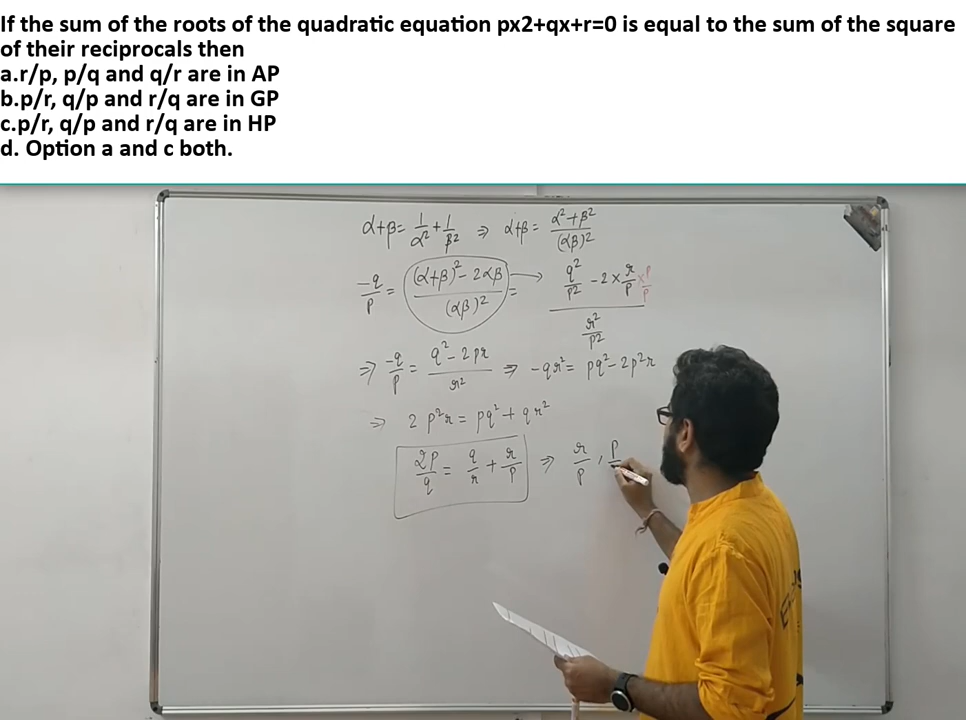 If the sum of the roots of the quadratic equation px2+qx+r=0 is equal to the sum of the square
of their reciprocals then
a.r/p, p/q and q/r are in AP
b.p/r, q/p and r/q are in GP
c.p/r, q/p and r/q are in HP
d. Option a and c both.
α+β = 1/α² + 1/β² ⇒ α+β = (α²+β²)/(αβ)²
-q/p = ((α+β)² - 2αβ)/(αβ)² = (q²/p² - 2×r/p ×p/p)/(r²/p²)
⇒ -q/p = (q² - 2pr)/r² ⇒ -qr² = pq² - 2p²r
⇒ 2p²r = pq² + qr²
2p/q = q/r + r/p ⇒ r/p , p/